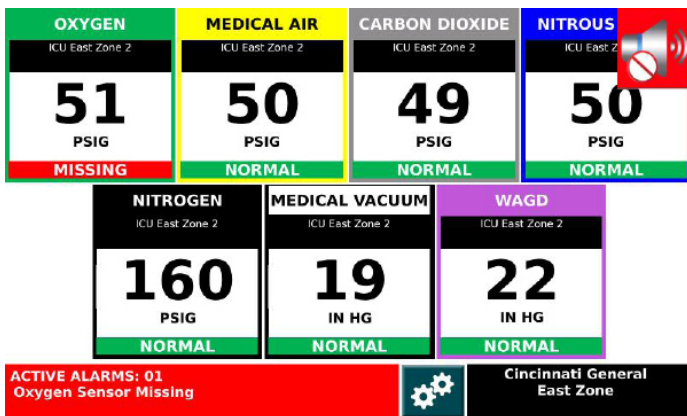 OXYGEN
ICU East Zone 2
51
PSIG
MISSING
MEDICAL AIR
ICU East Zone 2
50
PSIG
NORMAL
CARBON DIOXIDE
ICU East Zone 2
49
PSIG
NORMAL
NITROUS
ICU East
50
PSIG
NORMAL
NITROGEN
ICU East Zone 2
160
PSIG
NORMAL
MEDICAL VACUUM
ICU East Zone 2
19
IN HG
NORMAL
WAGD
ICU East Zone 2
22
IN HG
NORMAL
ACTIVE ALARMS: 01
Oxygen Sensor Missing
Cincinnati General
East Zone